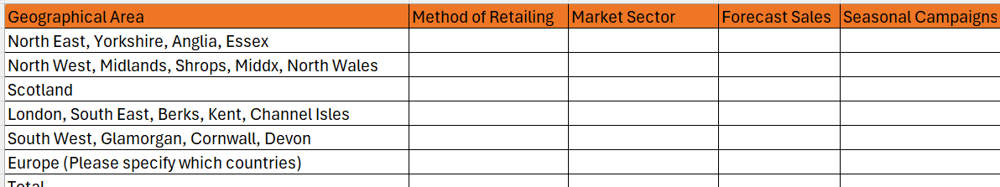 Geographical Area Method of Retailing Market Sector Forecast Sales Seasonal Campaigns
North East, Yorkshire, Anglia, Essex
North West, Midlands, Shrops, Middx, North Wales
Scotland
London, South East, Berks, Kent, Channel Isles
South West, Glamorgan, Cornwall, Devon
Europe (Please specify which countries)
Total